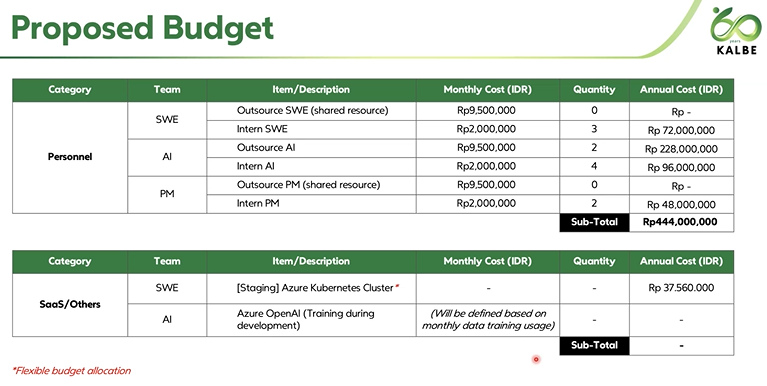 Proposed Budget
60
years
KALBE
Category Team Item/Description Monthly Cost (IDR) Quantity Annual Cost (IDR)
Personnel
SWE
Outsource SWE (shared resource) Rp9,500,000 0 Rp -
Intern SWE Rp2,000,000 3 Rp 72,000,000
AI
Outsource AI Rp9,500,000 2 Rp 228,000,000
Intern AI Rp2,000,000 4 Rp 96,000,000
PM
Outsource PM (shared resource) Rp9,500,000 0 Rp -
Intern PM Rp2,000,000 2 Rp 48,000,000
Sub-Total Rp444,000,000
Category Team Item/Description Monthly Cost (IDR) Quantity Annual Cost (IDR)
SaaS/Others
SWE [Staging] Azure Kubernetes Cluster* - - Rp 37.560.000
AI Azure OpenAI (Training during (Will be defined based on - -
development) monthly data training usage)
Sub-Total -
*Flexible budget allocation